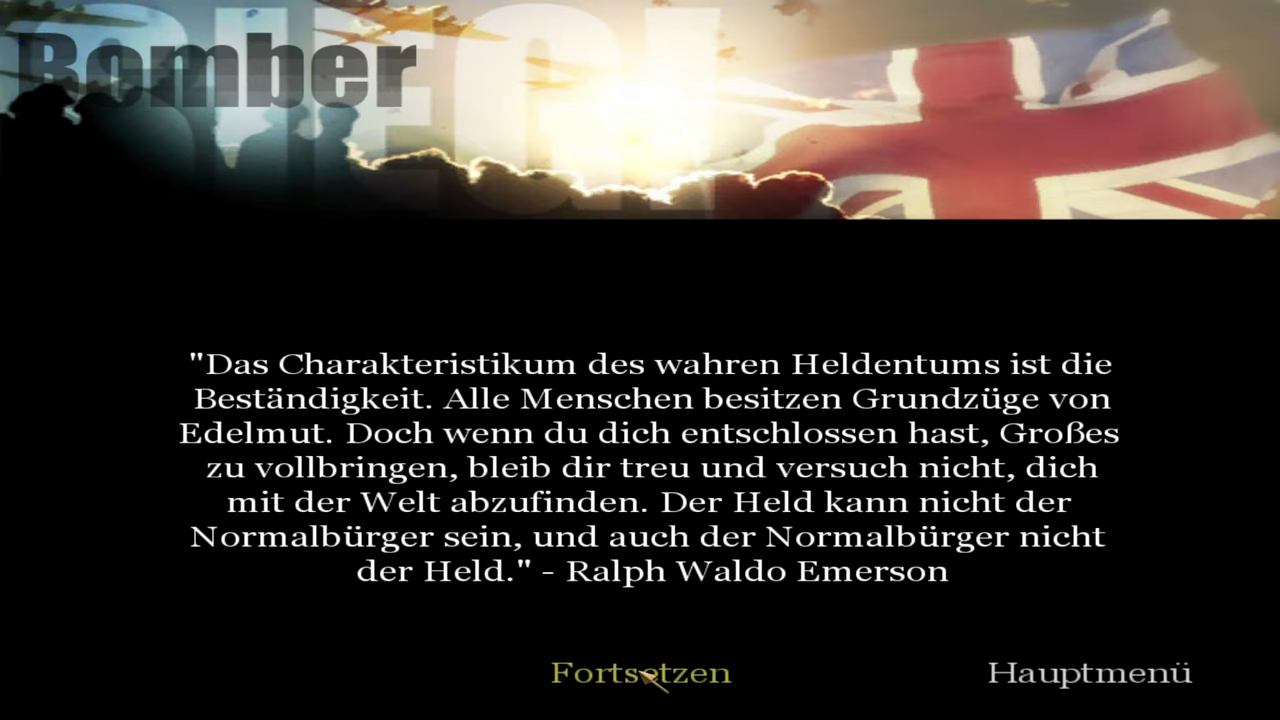 Bomber
"Das Charakteristikum des wahren Heldentums ist die
Beständigkeit. Alle Menschen besitzen Grundzüge von
Edelmut. Doch wenn du dich entschlossen hast, Großes
zu vollbringen, bleib dir treu und versuch nicht, dich
mit der Welt abzufinden. Der Held kann nicht der
Normalbürger sein, und auch der Normalbürger nicht
der Held." - Ralph Waldo Emerson
Fortsetzen
Hauptmenü